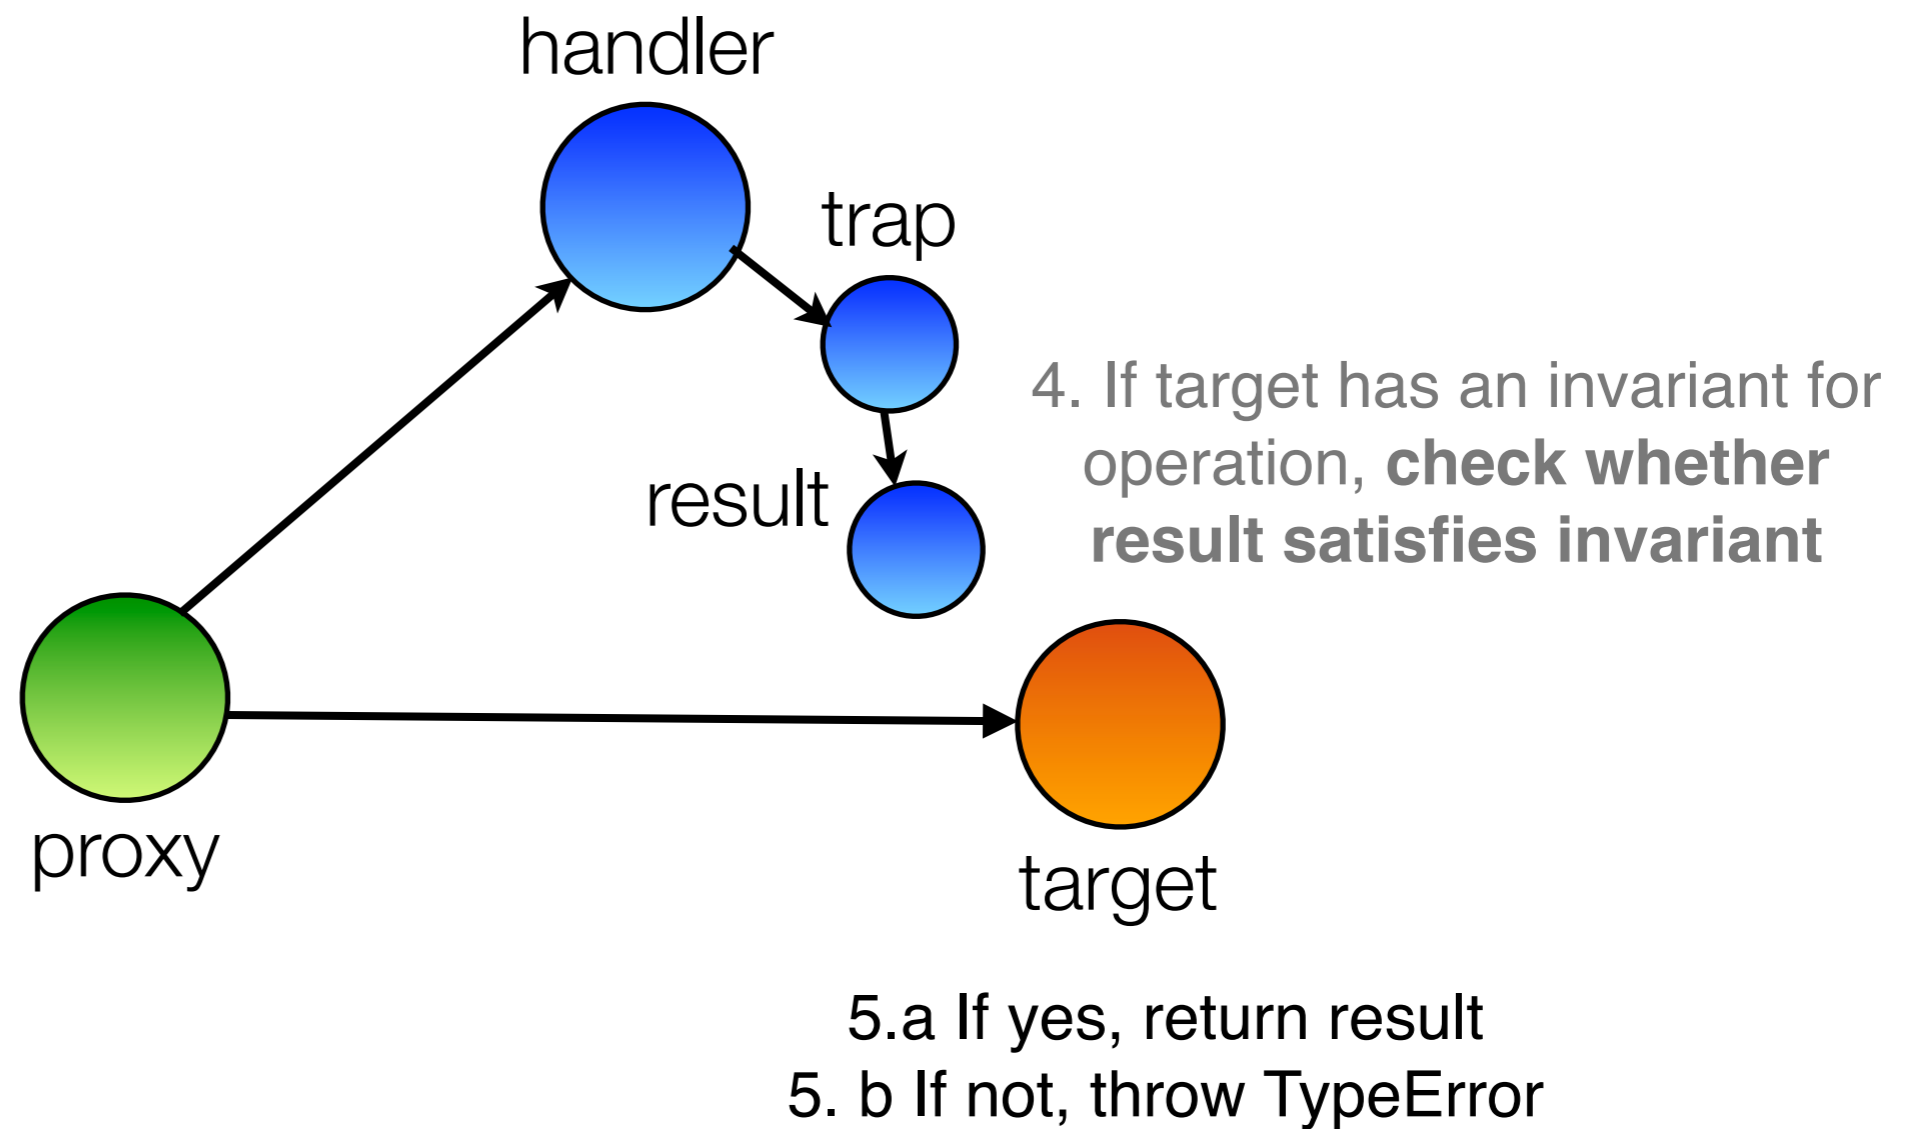 handler
trap
4. If target has an invariant for
operation, check whether
result satisfies invariant
result
proxy
target
5.a If yes, return result
5. b If not, throw TypeError